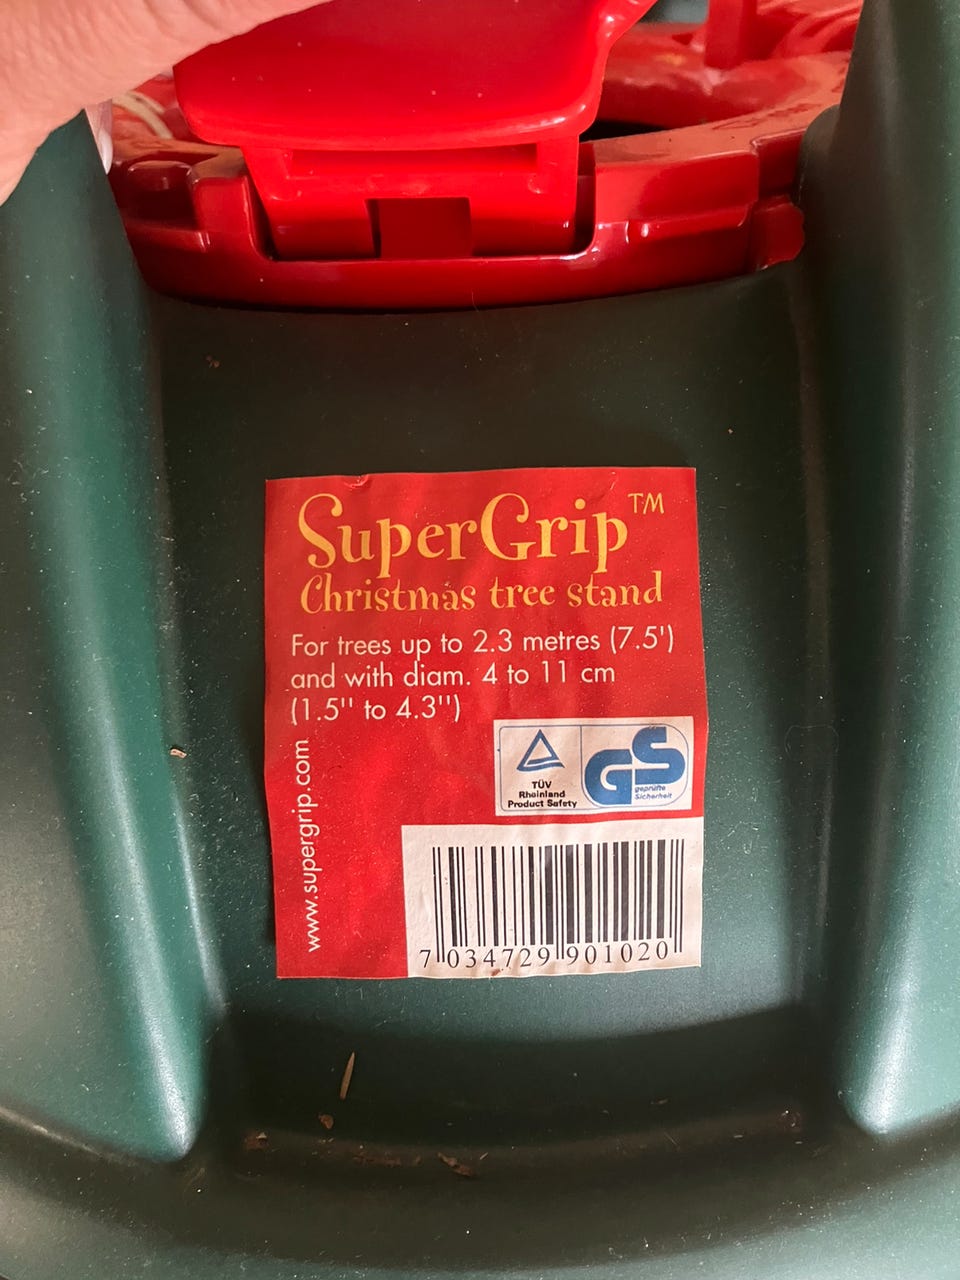 SuperGrip™
Christmas tree stand
For trees up to 2.3 metres (7.5')
and with diam. 4 to 11 cm
(1.5'' to 4.3'')
www.supergrip.com
TÜV
Rheinland
Product Safety
GS
geprüfte
Sicherheit
7 034729 901020